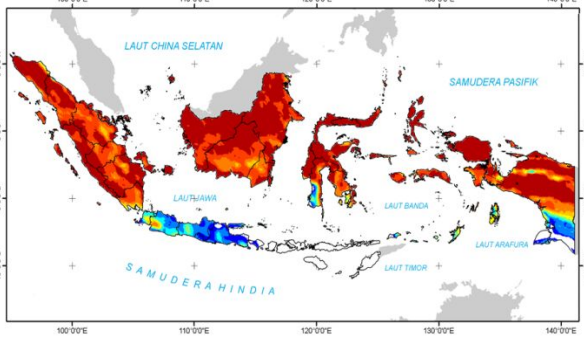 LAUT CHINA SELATAN
SAMUDERA PASIFIK
LAUT JAWA
LAUT BANDA
LAUT ARAFURA
LAUT TIMOR
SAMUDERA HINDIA
100°0'0"E 110°0'0"E 120°0'0"E 130°0'0"E 140°0'0"E